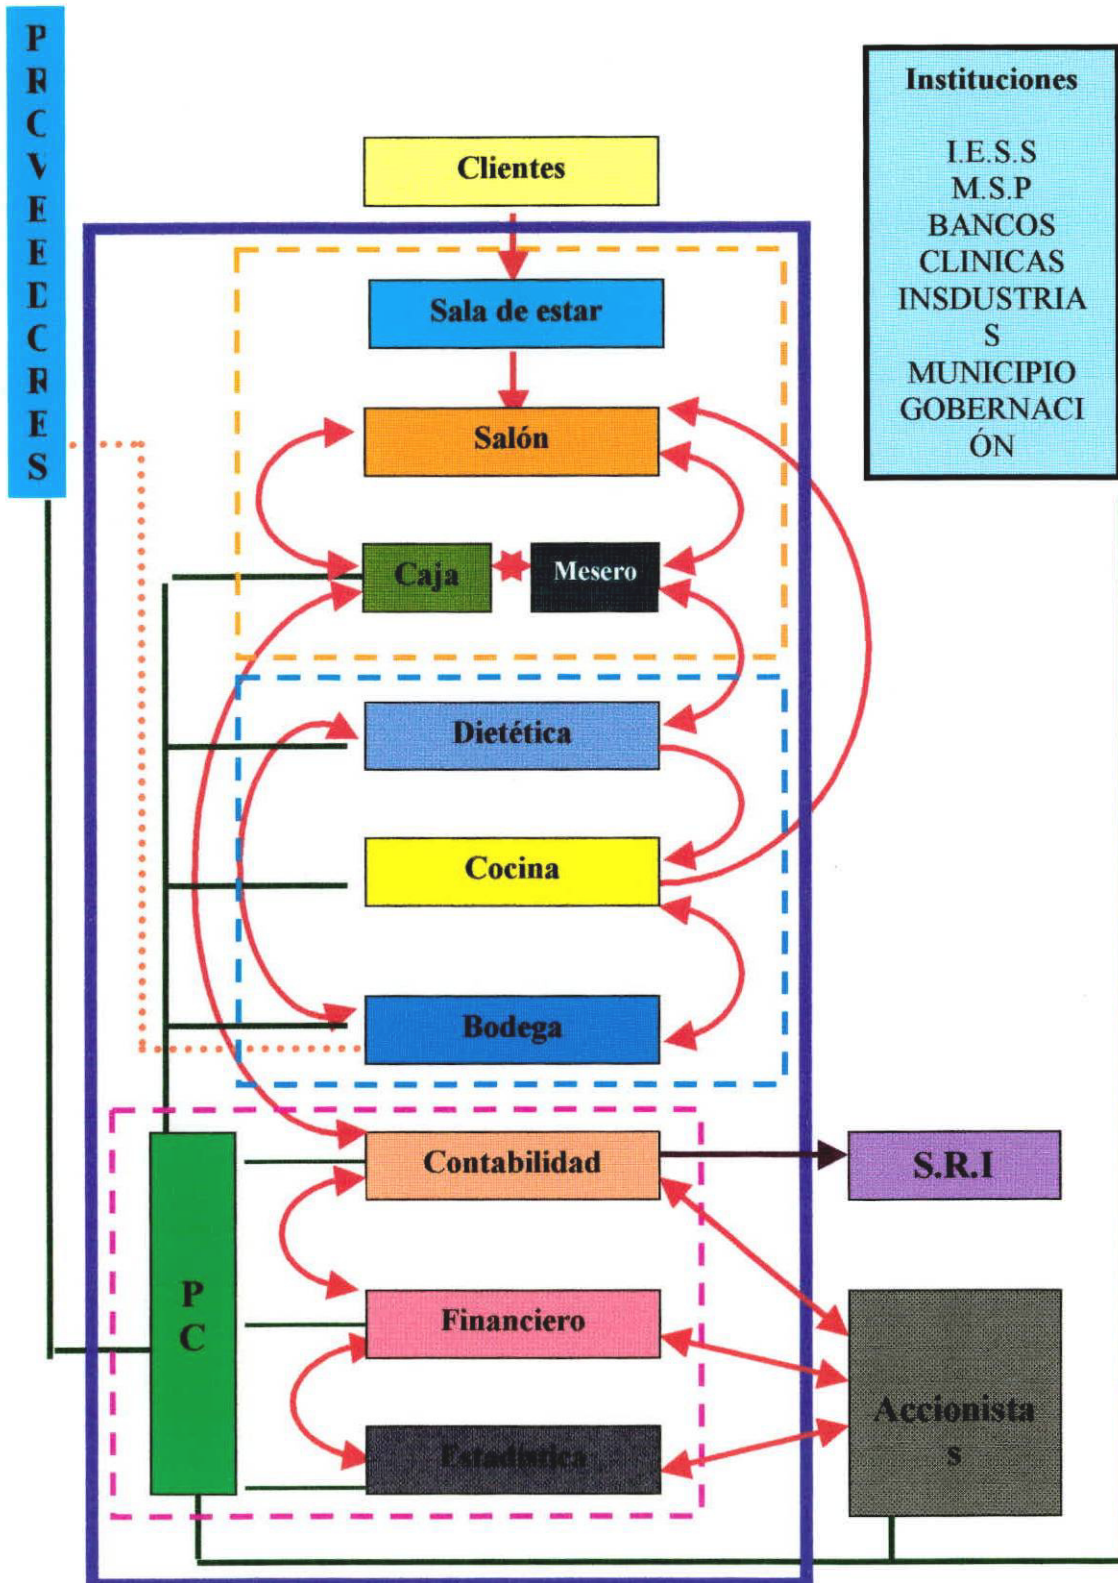 PROVEEDORES
Instituciones
I.E.S.S
M.S.P
BANCOS
CLINICAS
INSDUSTRIA
S
MUNICIPIO
GOBERNACI
ÓN
Clientes
Sala de estar
Salón
Caja
Mesero
Dietética
Cocina
Bodega
Contabilidad
S.R.I
P
C
Financiero
Accionista
s
Estadística